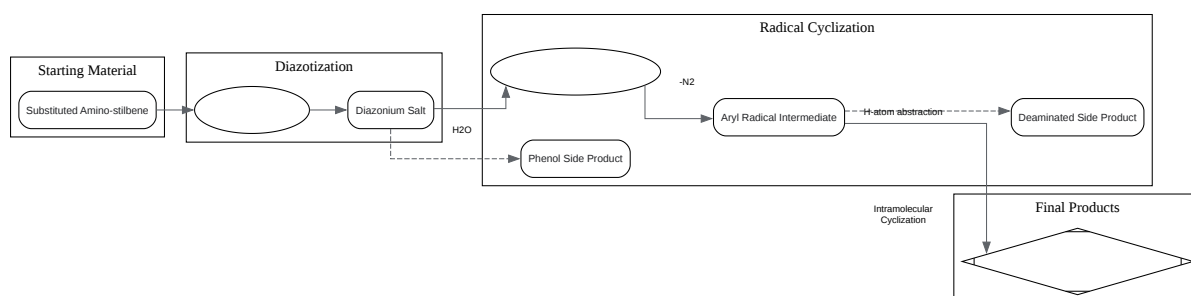 Radical Cyclization
Starting Material
Diazotization
Substituted Amino-stilbene
Diazonium Salt
-N2
Aryl Radical Intermediate
H-atom abstraction
Deaminated Side Product
H2O
Phenol Side Product
Intramolecular
Cyclization
Final Products